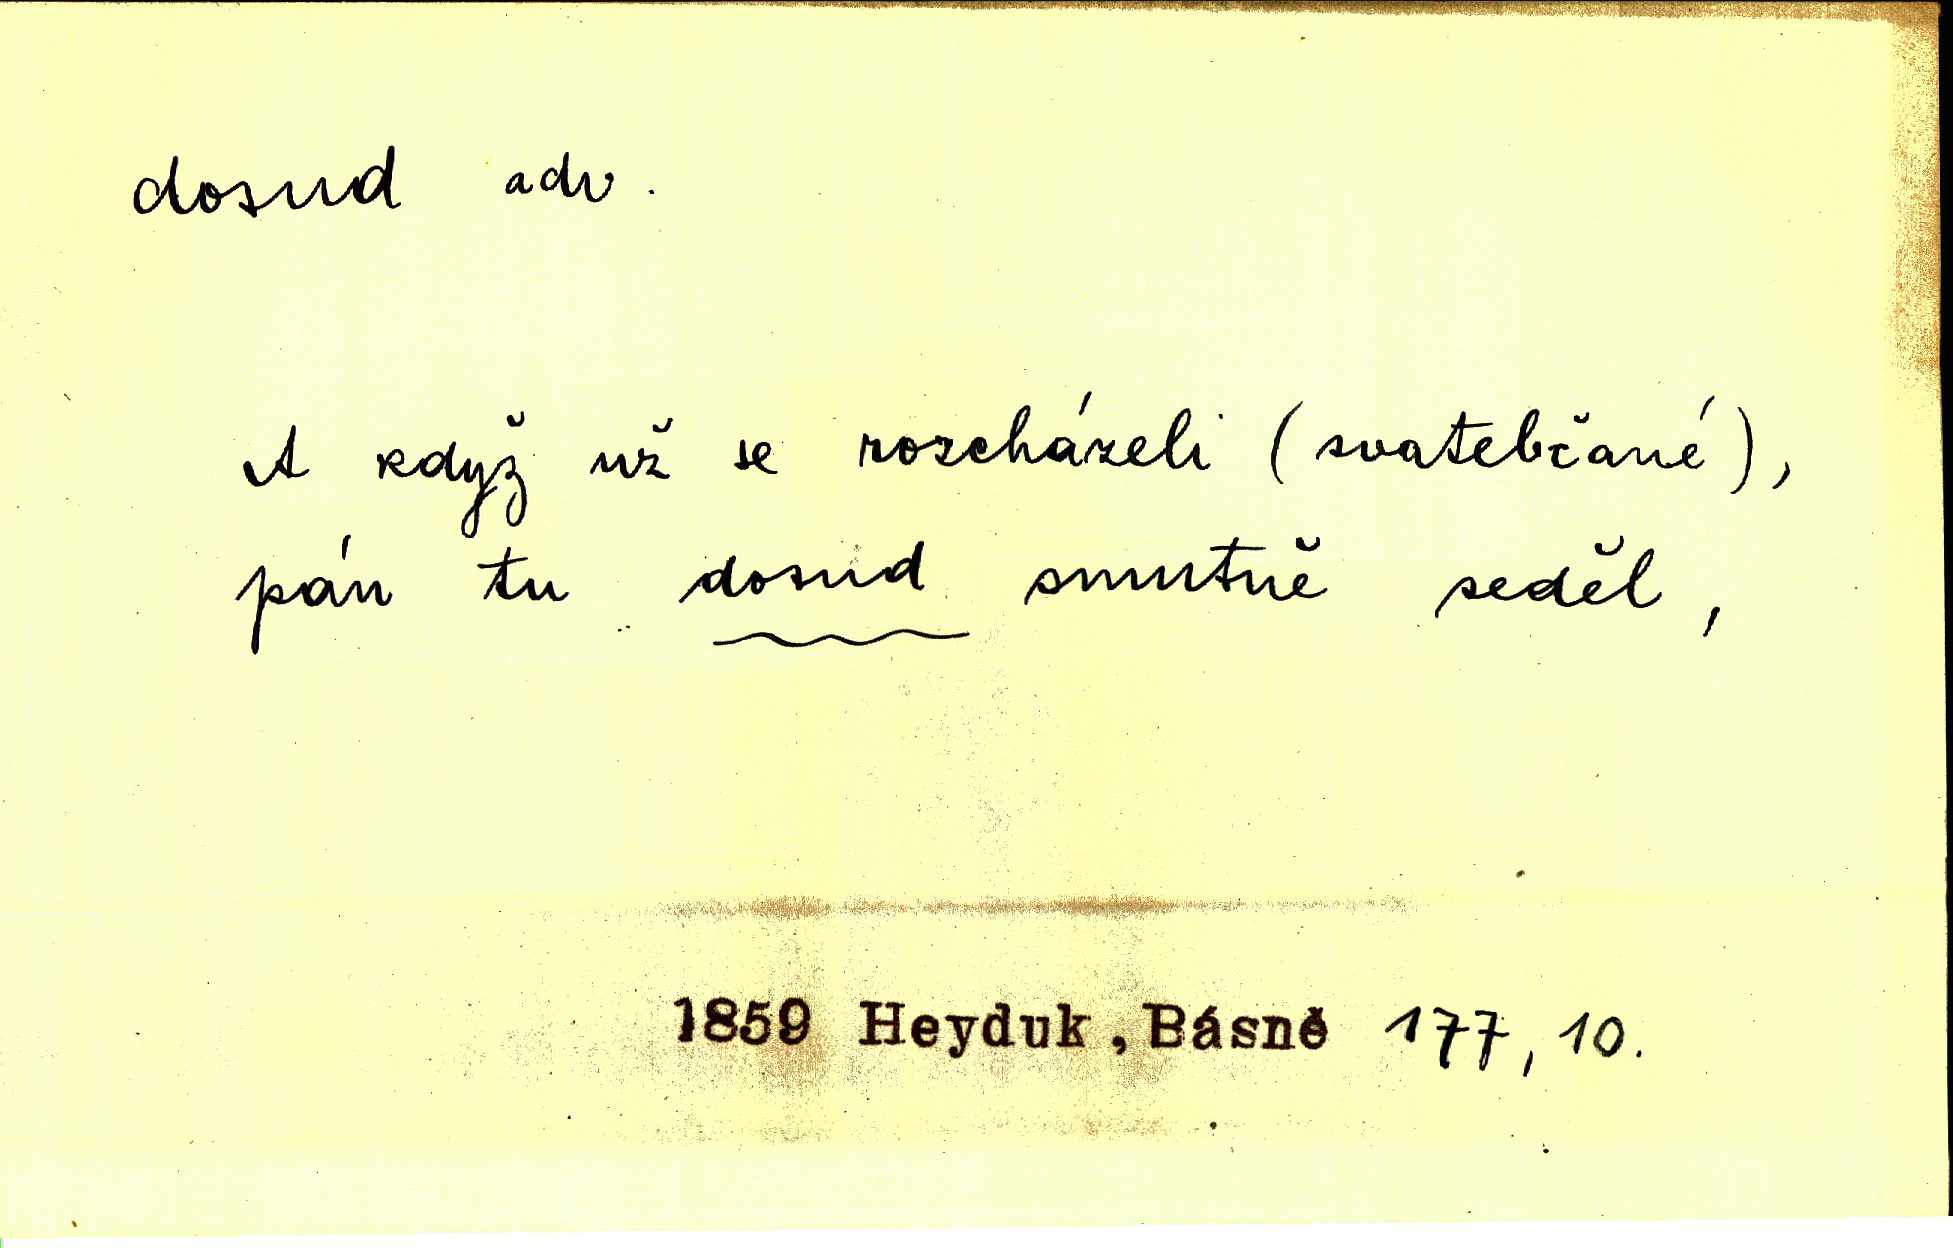 dosud adv.
A když už se rozcházeli (svatebčané),
pán tu dosud smutně seděl,
1859 Heyduk, Básně 177, 10.